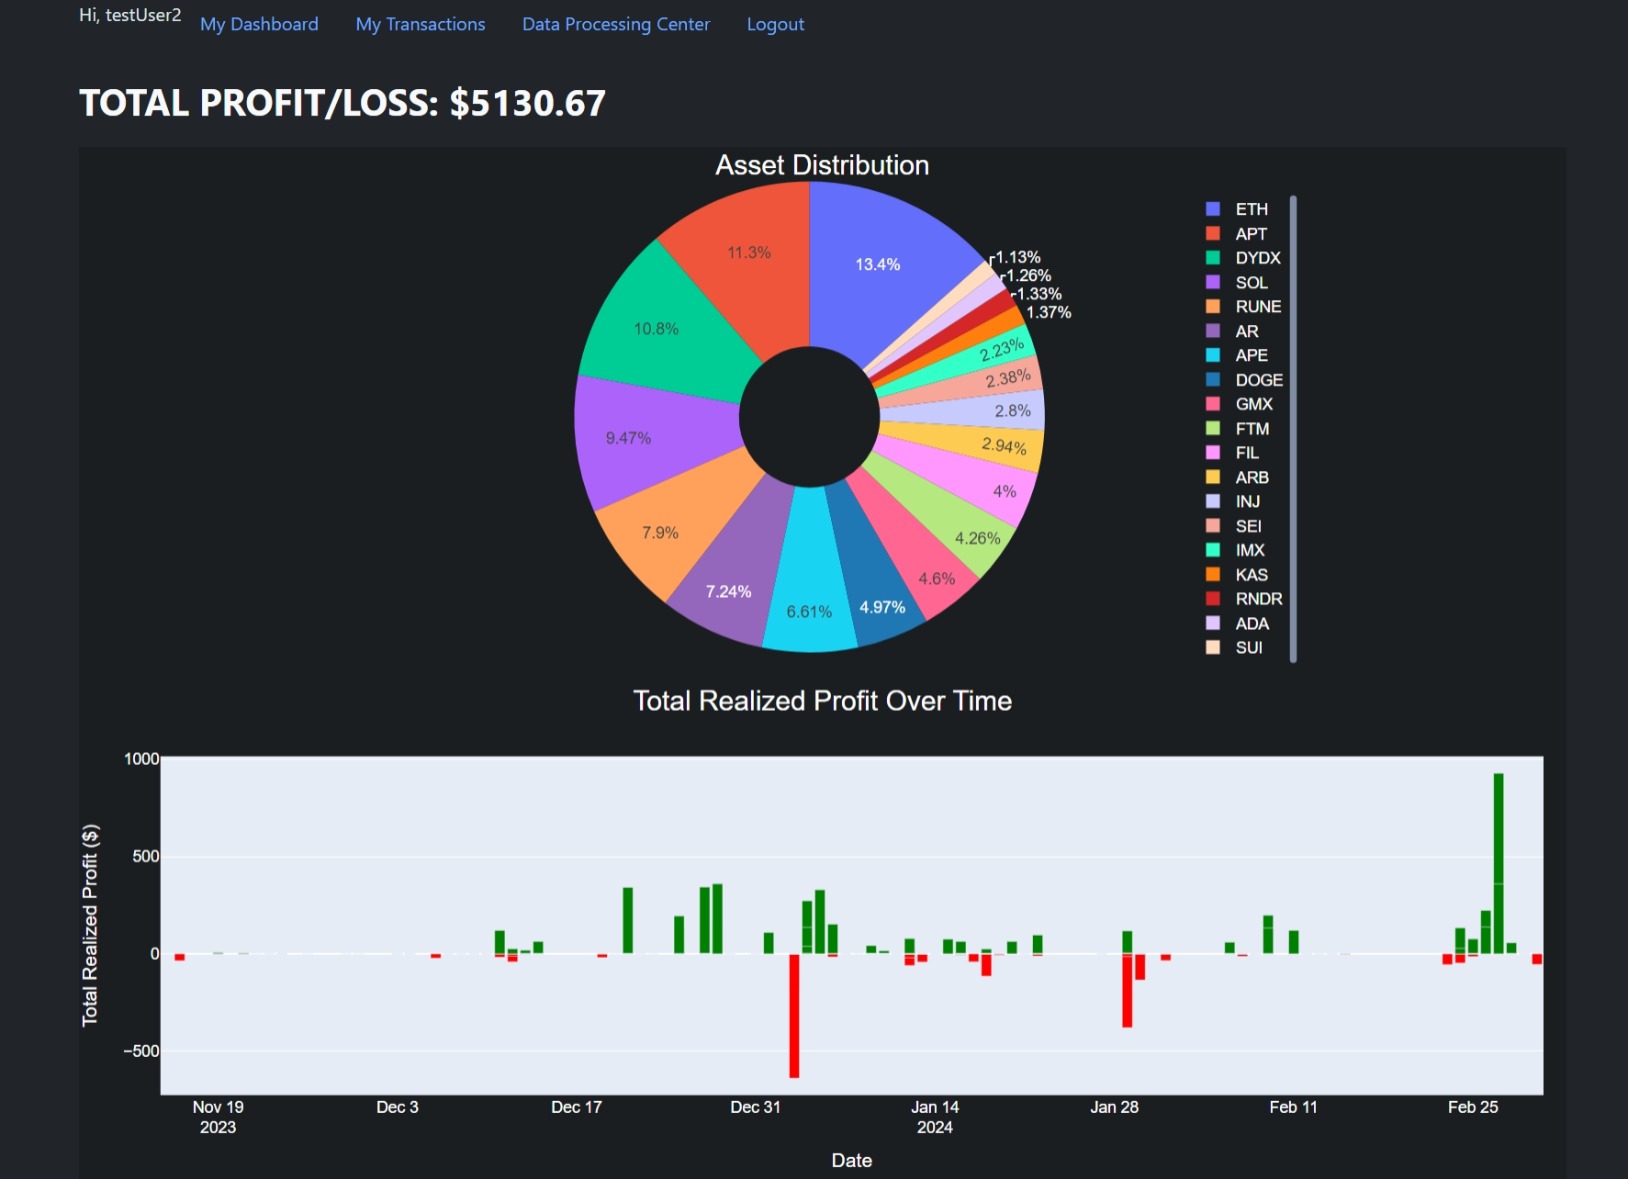 Hi, testUser2
My Dashboard
My Transactions
Data Processing Center
Logout
TOTAL PROFIT/LOSS: $5130.67
Asset Distribution
13.4%
1.13%
1.26%
1.33%
1.37%
2.23%
2.38%
2.8%
2.94%
4%
4.26%
4.6%
4.97%
6.61%
7.24%
7.9%
9.47%
10.8%
11.3%
ETH
APT
DYDX
SOL
RUNE
AR
APE
DOGE
GMX
FTM
FIL
ARB
INJ
SEI
IMX
KAS
RNDR
ADA
SUI
Total Realized Profit Over Time
Total Realized Profit ($)
1000
500
0
−500
Nov 19
2023
Dec 3
Dec 17
Dec 31
Jan 14
2024
Jan 28
Feb 11
Feb 25
Date